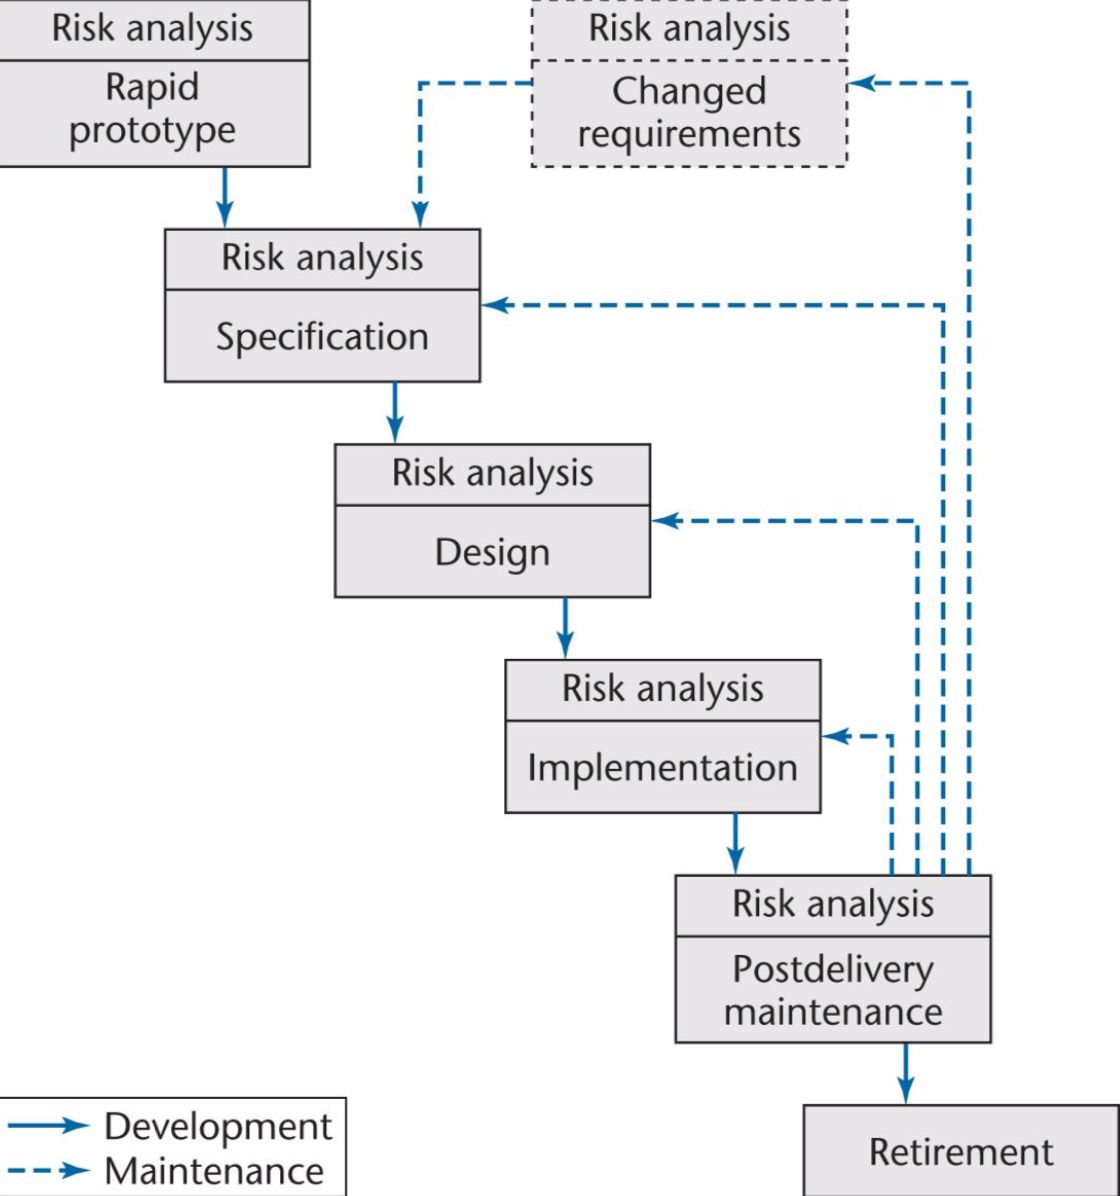 Risk analysis
Rapid
prototype
Risk analysis
Changed
requirements
Risk analysis
Specification
Risk analysis
Design
Risk analysis
Implementation
Risk analysis
Postdelivery
maintenance
Retirement
Development
Maintenance